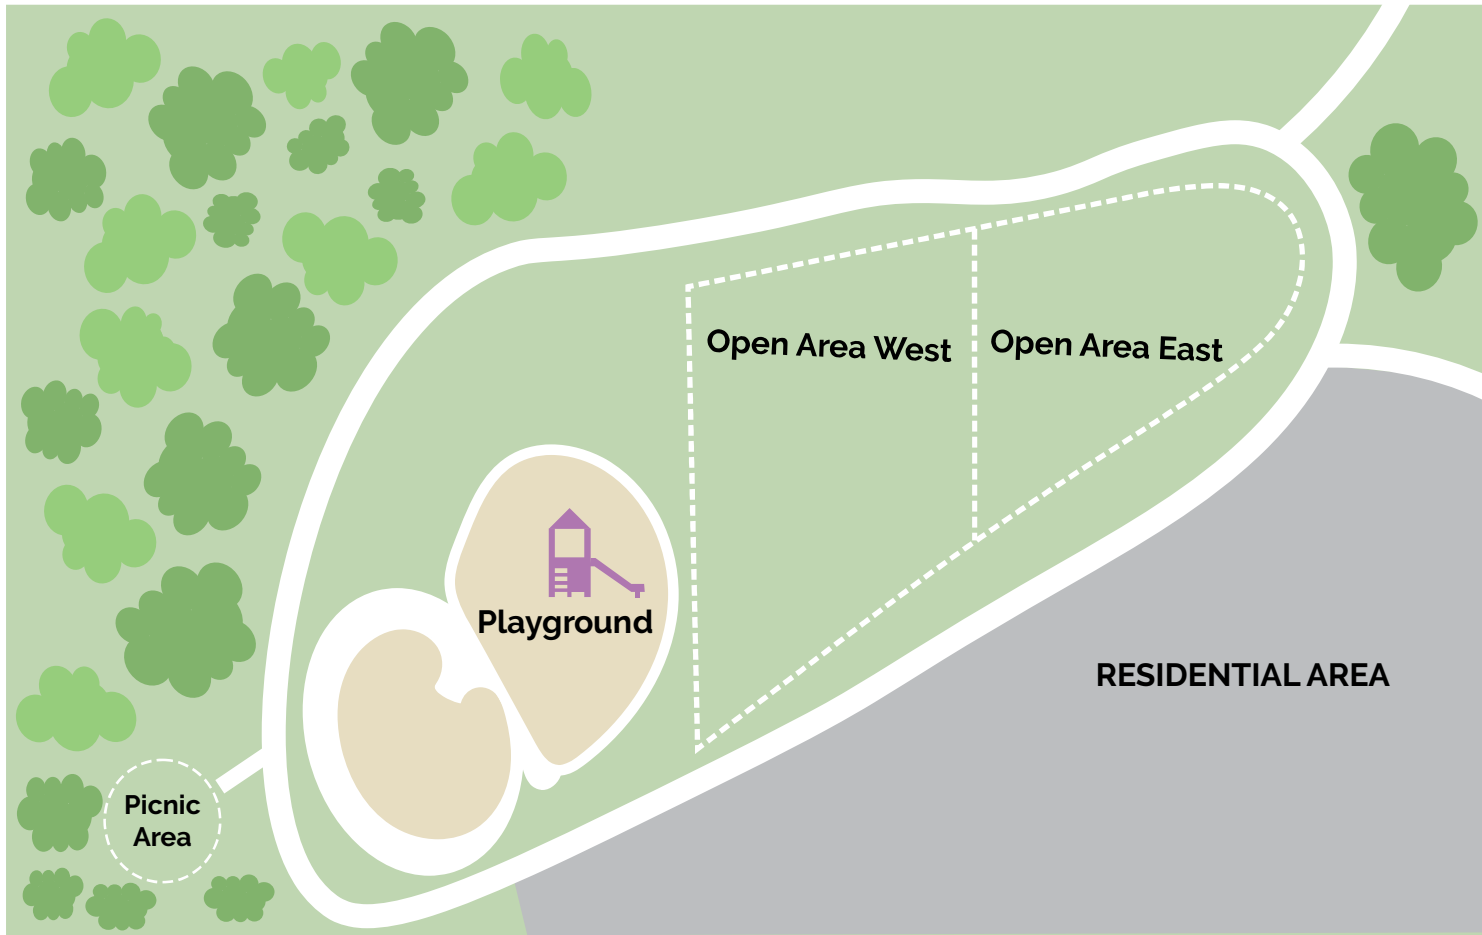 Open Area West
Open Area East
Playground
RESIDENTIAL AREA
Picnic
Area